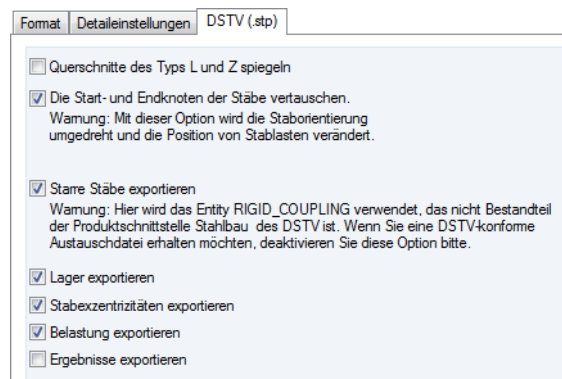 Format Detaileinstellungen DSTV (.stp)
Querschnitte des Typs L und Z spiegeln
Die Start- und Endknoten der Stäbe vertauschen.
Warnung: Mit dieser Option wird die Staborientierung
umgedreht und die Position von Stablasten verändert.
Starre Stäbe exportieren
Warnung: Hier wird das Entity RIGID_COUPLING verwendet, das nicht Bestandteil
der Produktschnittstelle Stahlbau des DSTV ist. Wenn Sie eine DSTV-konforme
Austauschdatei erhalten möchten, deaktivieren Sie diese Option bitte.
Lager exportieren
Stabexzentrizitäten exportieren
Belastung exportieren
Ergebnisse exportieren